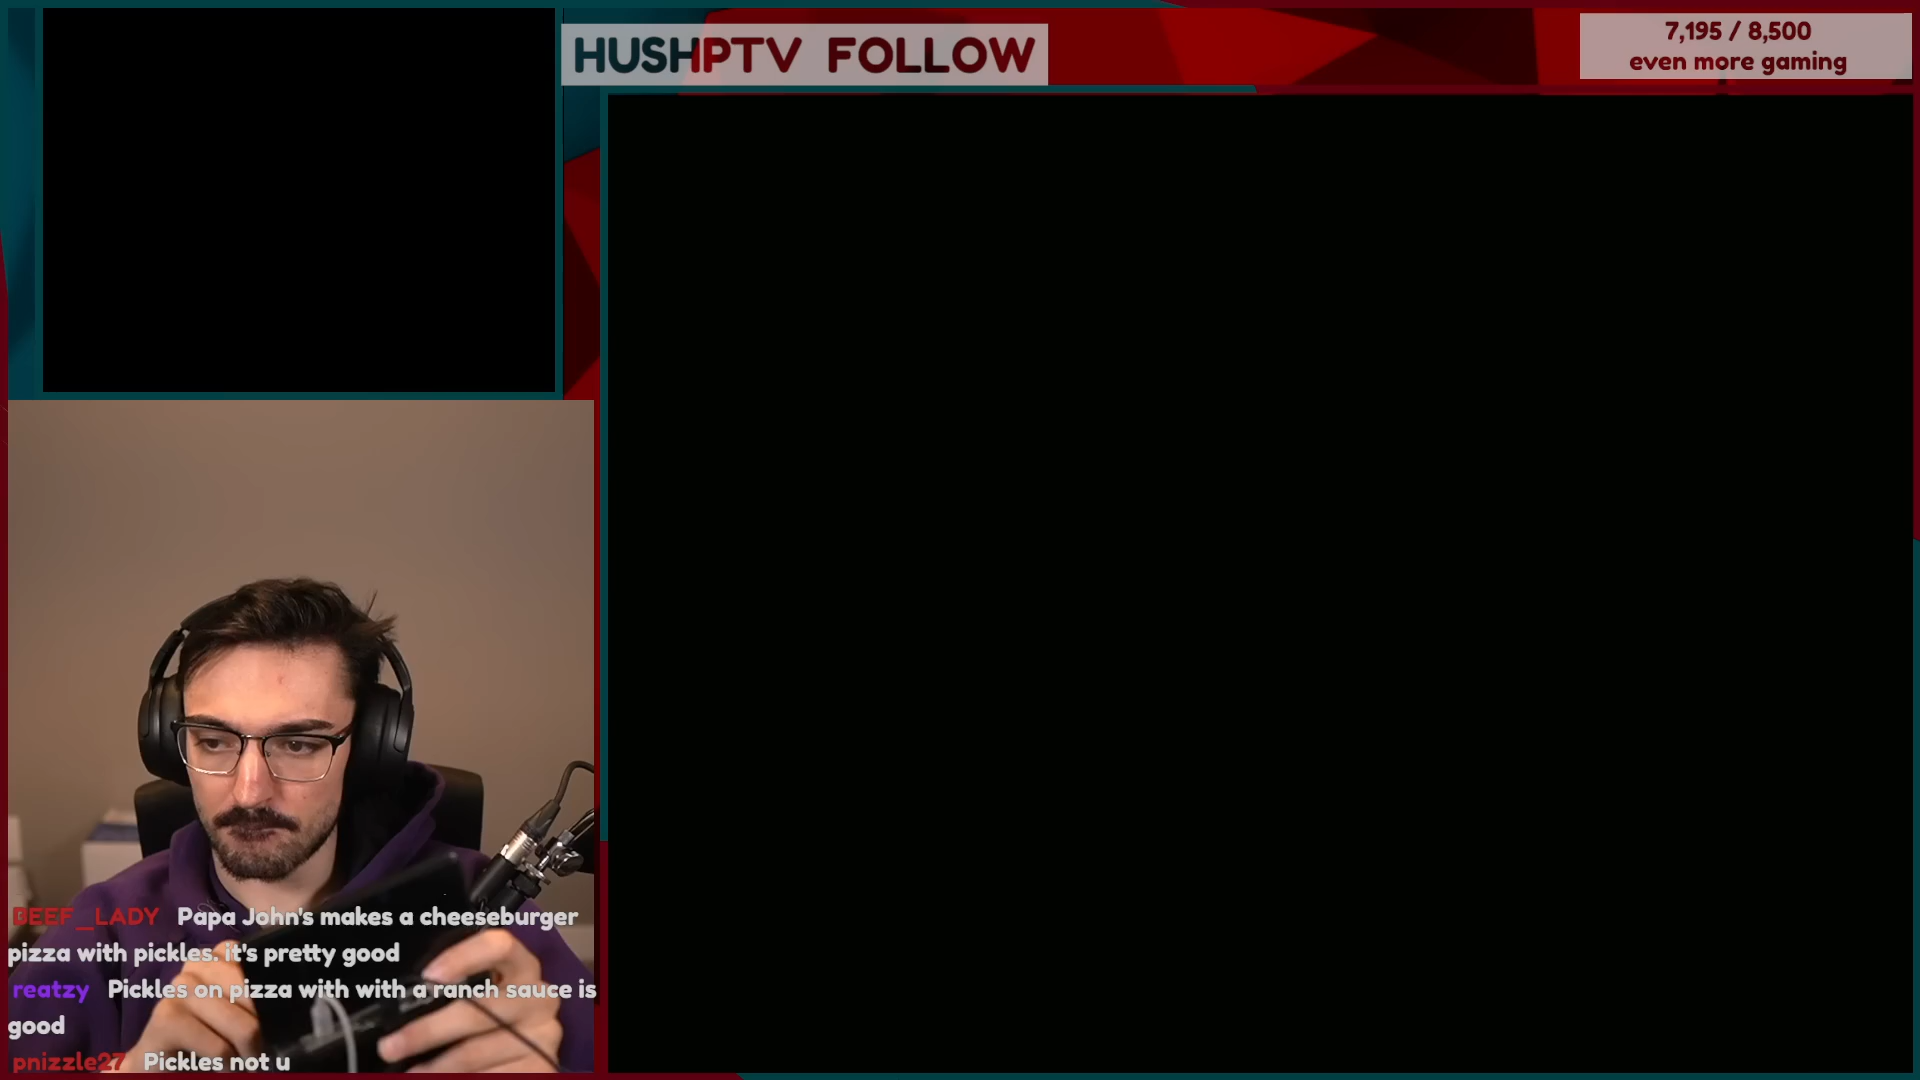 HUSHPTV FOLLOW
7,195 / 8,500
even more gaming
BEEF_LADY Papa John's makes a cheeseburger
pizza with pickles. it's pretty good
reatzy Pickles on pizza with with a ranch sauce is
good
pnizzle27 Pickles not u